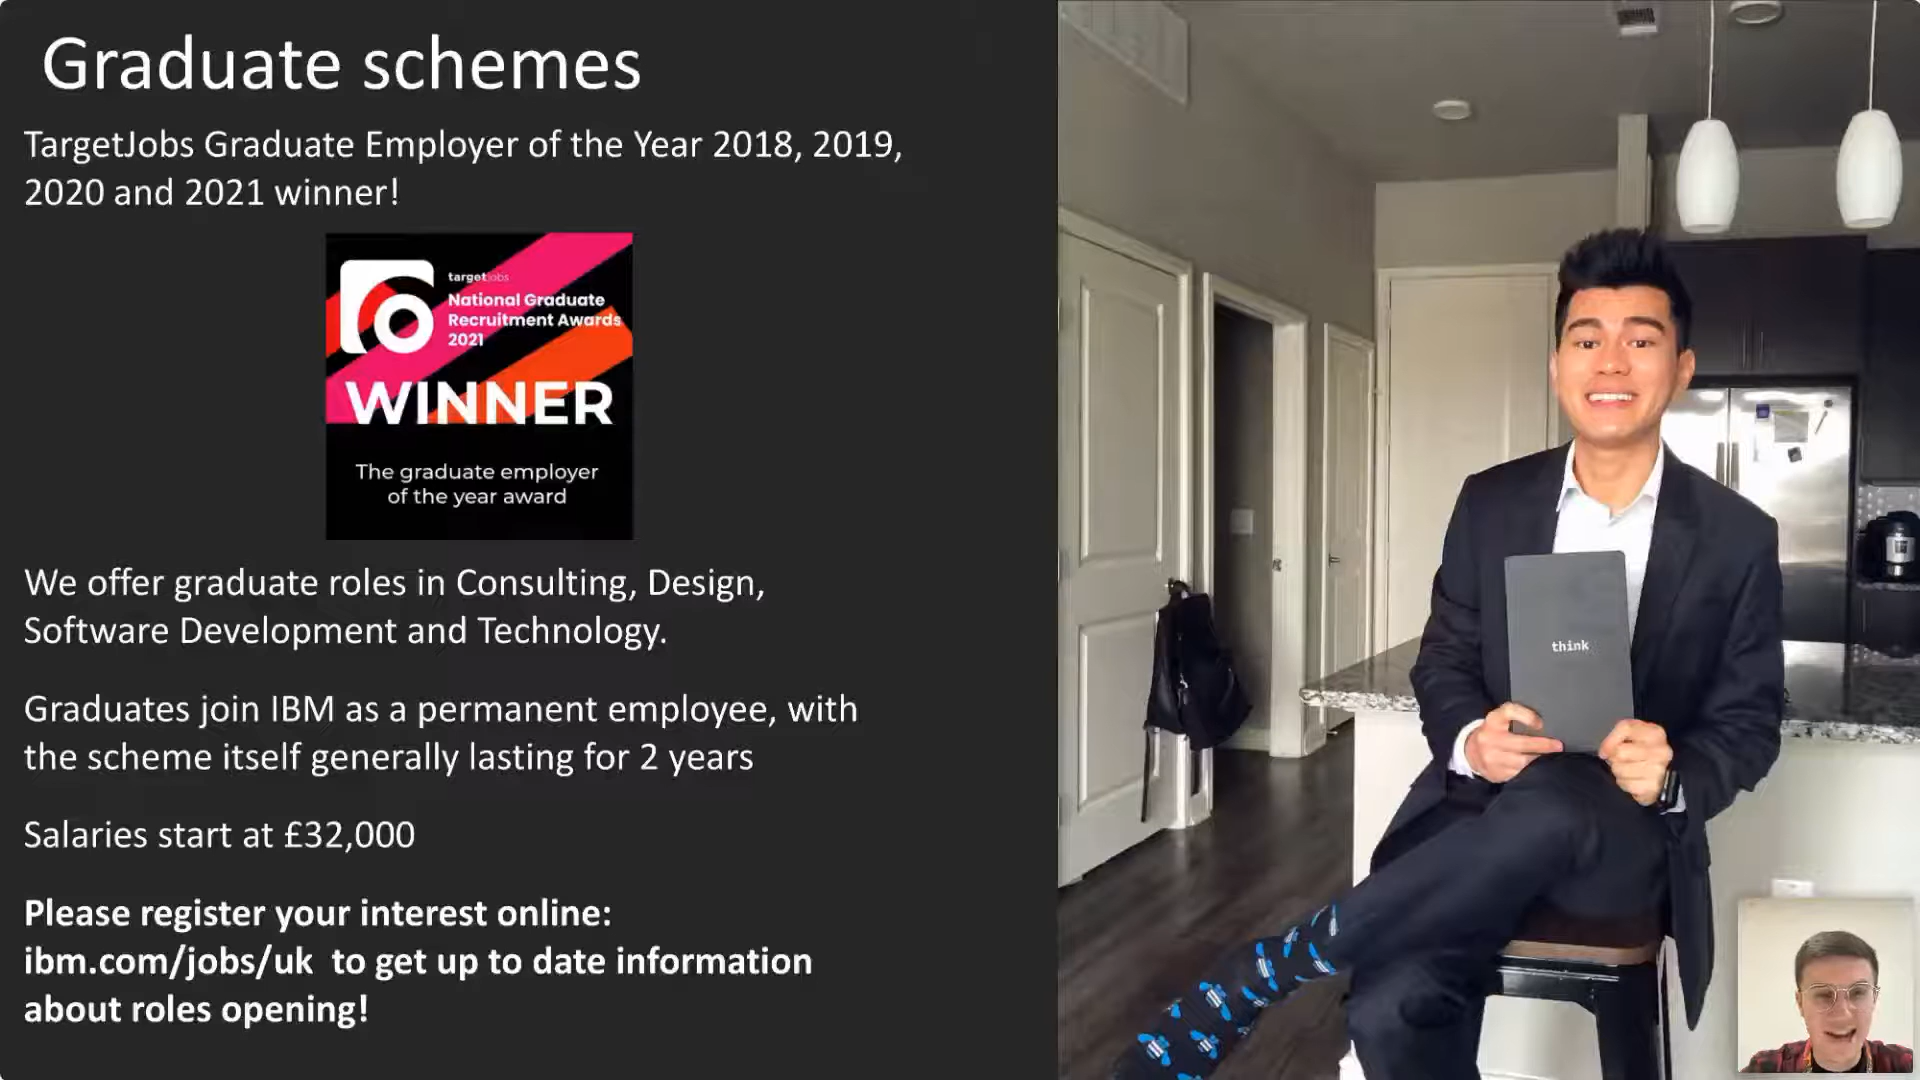 Graduate schemes
TargetJobs Graduate Employer of the Year 2018, 2019,
2020 and 2021 winner!
targetjobs
National Graduate
Recruitment Awards
2021
WINNER
The graduate employer
of the year award
We offer graduate roles in Consulting, Design,
Software Development and Technology.
Graduates join IBM as a permanent employee, with
the scheme itself generally lasting for 2 years
Salaries start at £32,000
Please register your interest online:
ibm.com/jobs/uk  to get up to date information
about roles opening!
think